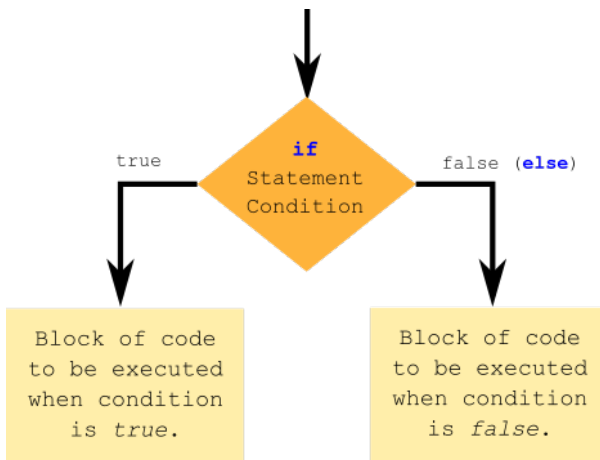 if
Statement
Condition
true
false (else)
Block of code
to be executed
when condition
is true.
Block of code
to be executed
when condition
is false.